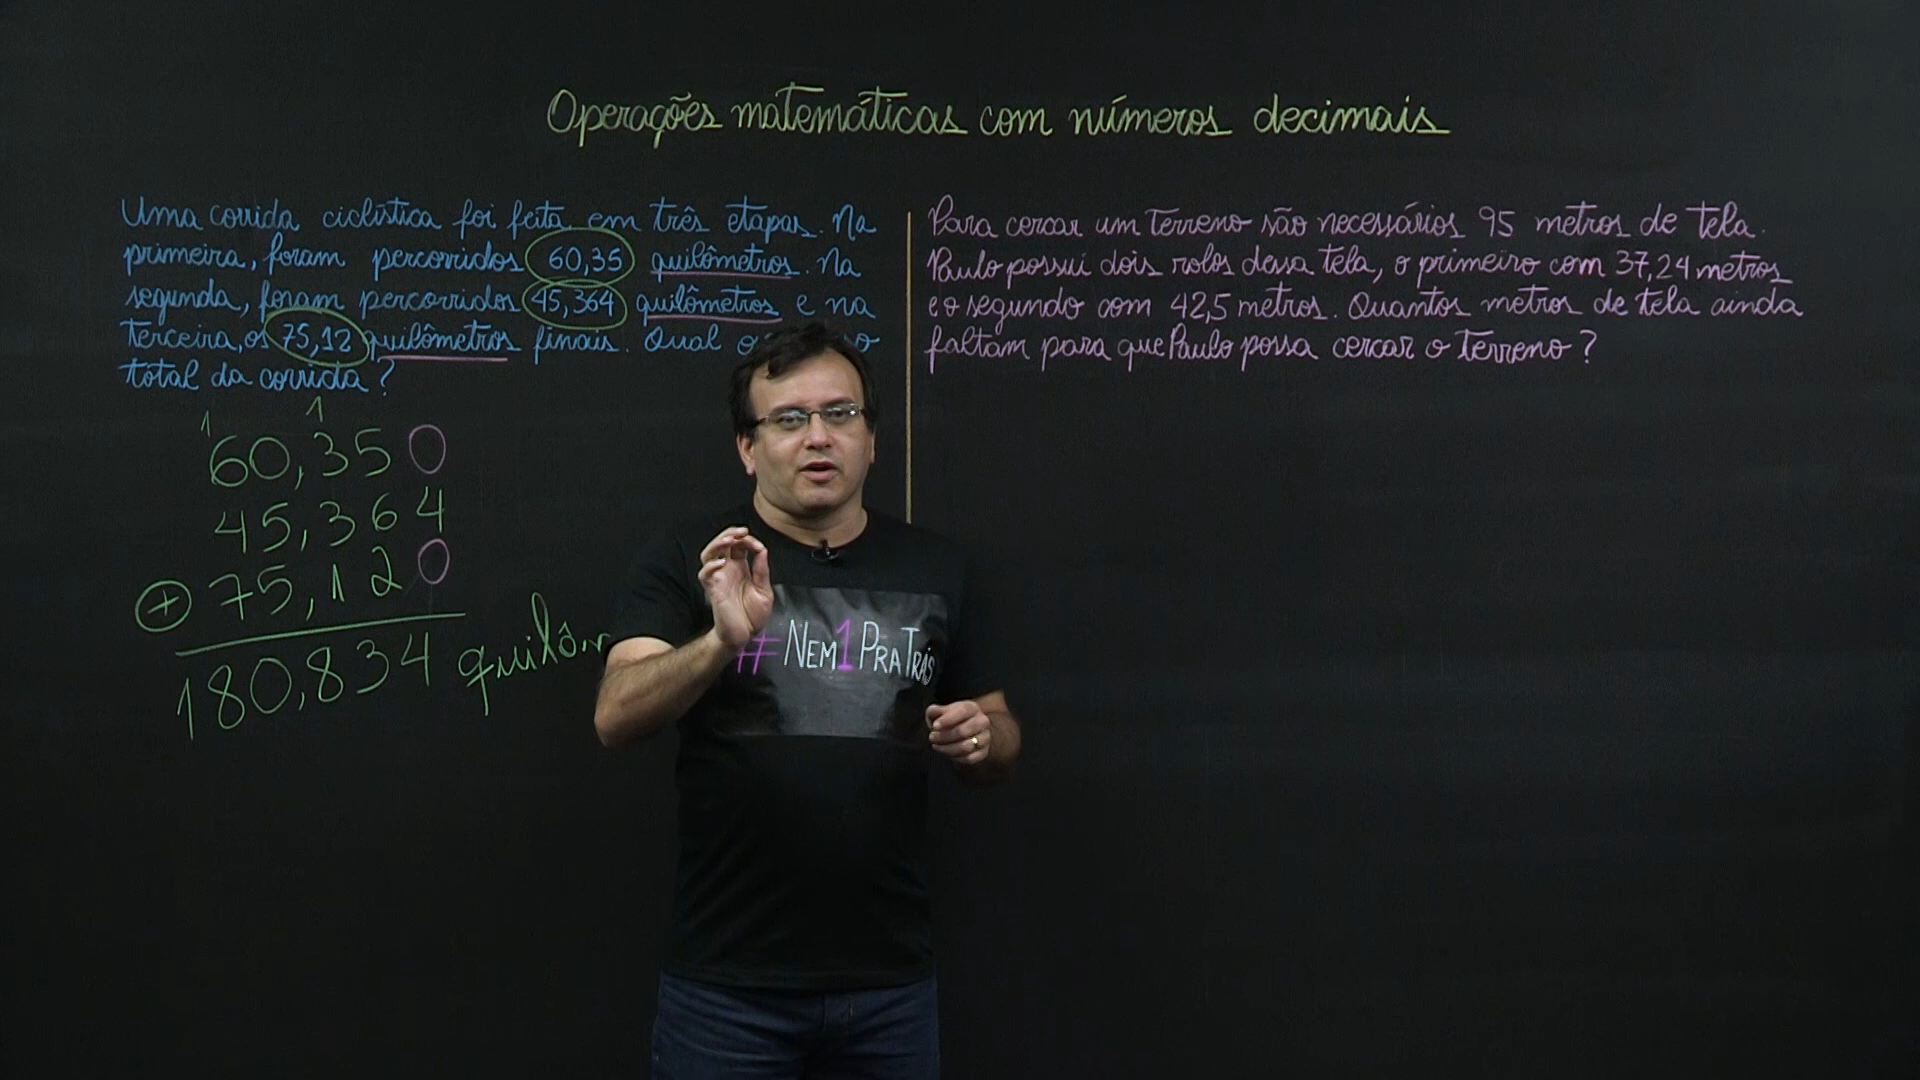 Operações matemáticas com números decimais
Uma corrida ciclística foi feita em três etapas. Na
primeira, foram percorridos 60,35 quilômetros. Na
segunda, foram percorridos 45,364 quilômetros e na
terceira, os 75,12 quilômetros finais. Qual o
total da corrida?
1 1
60,350
45,364
+ 75,120
180,834
Para cercar um terreno são necessários 95 metros de tela.
Paulo possui dois rolos dessa tela, o primeiro com 37,24 metros
e o segundo com 42,5 metros. Quantos metros de tela ainda
faltam para que Paulo possa cercar o terreno?
#NEM1PRATRÁS